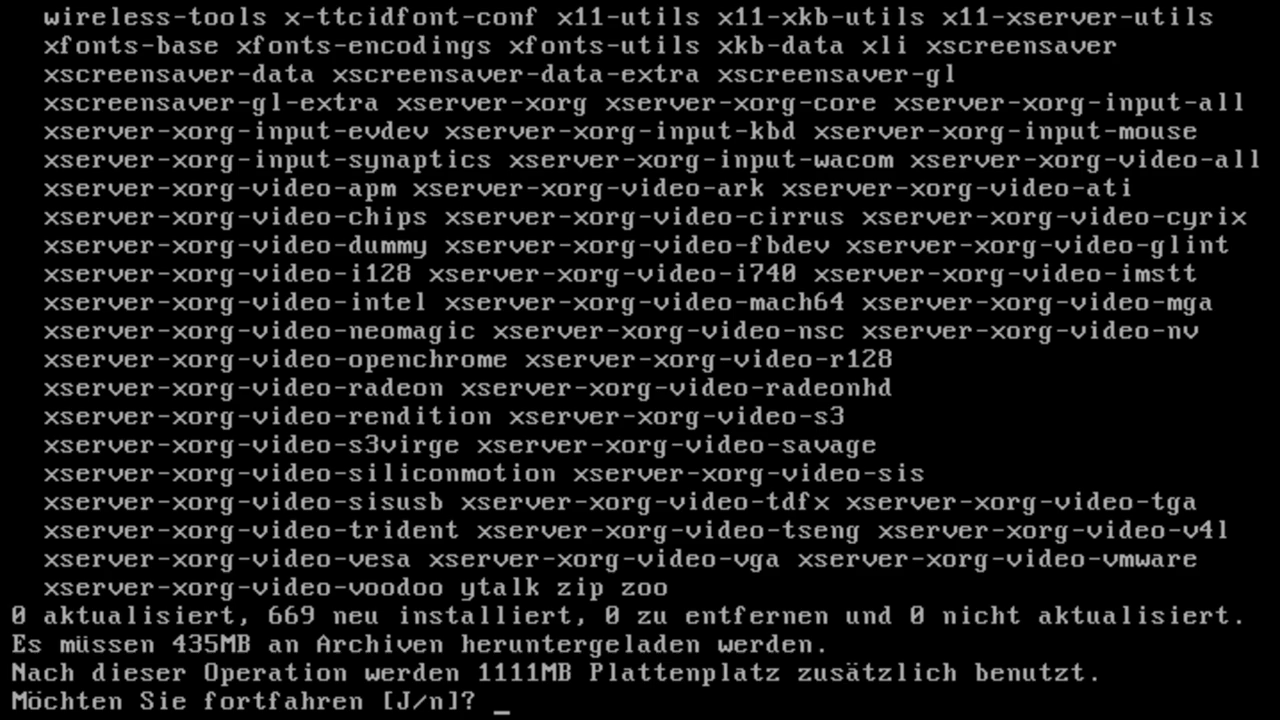 wireless-tools x-ttcidfont-conf x11-utils x11-xkb-utils x11-xserver-utils
xfonts-base xfonts-encodings xfonts-utils xkb-data xli xscreensaver
xscreensaver-data xscreensaver-data-extra xscreensaver-gl
xscreensaver-gl-extra xserver-xorg xserver-xorg-core xserver-xorg-input-all
xserver-xorg-input-evdev xserver-xorg-input-kbd xserver-xorg-input-mouse
xserver-xorg-input-synaptics xserver-xorg-input-wacom xserver-xorg-video-all
xserver-xorg-video-apm xserver-xorg-video-ark xserver-xorg-video-ati
xserver-xorg-video-chips xserver-xorg-video-cirrus xserver-xorg-video-cyrix
xserver-xorg-video-dummy xserver-xorg-video-fbdev xserver-xorg-video-glint
xserver-xorg-video-i128 xserver-xorg-video-i740 xserver-xorg-video-imstt
xserver-xorg-video-intel xserver-xorg-video-mach64 xserver-xorg-video-mga
xserver-xorg-video-neomagic xserver-xorg-video-nsc xserver-xorg-video-nv
xserver-xorg-video-openchrome xserver-xorg-video-r128
xserver-xorg-video-radeon xserver-xorg-video-radeonhd
xserver-xorg-video-rendition xserver-xorg-video-s3
xserver-xorg-video-s3virge xserver-xorg-video-savage
xserver-xorg-video-siliconmotion xserver-xorg-video-sis
xserver-xorg-video-sisusb xserver-xorg-video-tdfx xserver-xorg-video-tga
xserver-xorg-video-trident xserver-xorg-video-tseng xserver-xorg-video-v4l
xserver-xorg-video-vesa xserver-xorg-video-vga xserver-xorg-video-vmware
xserver-xorg-video-voodoo ytalk zip zoo
0 aktualisiert, 669 neu installiert, 0 zu entfernen und 0 nicht aktualisiert.
Es müssen 435MB an Archiven heruntergeladen werden.
Nach dieser Operation werden 1111MB Plattenplatz zusätzlich benutzt.
Möchten Sie fortfahren [J/n]? _